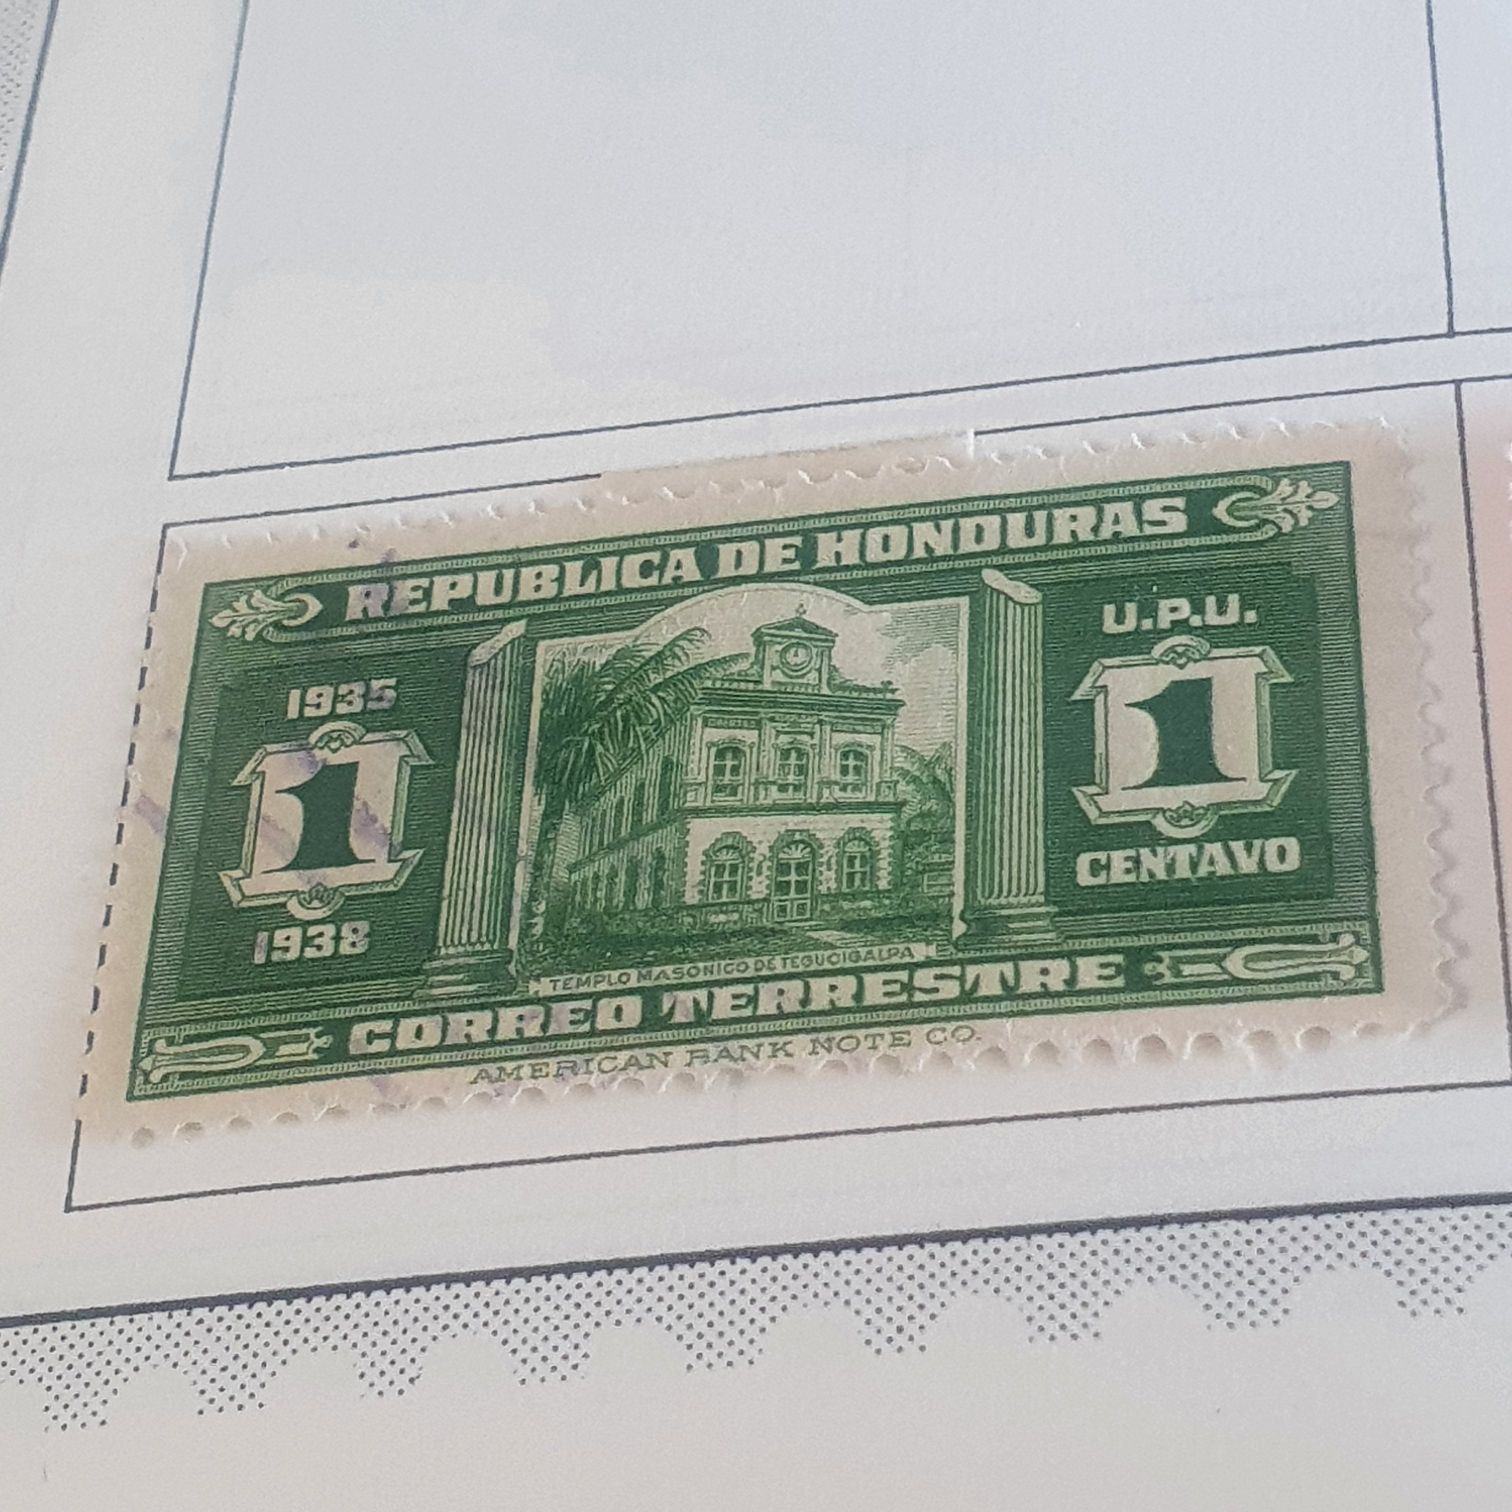 REPUBLICA DE HONDURAS
1935
1
1938
U.P.U.
1
CENTAVO
TEMPLO MASONICO DE TEGUCIGALPA
CORREO TERRESTRE
AMERICAN BANK NOTE CO.